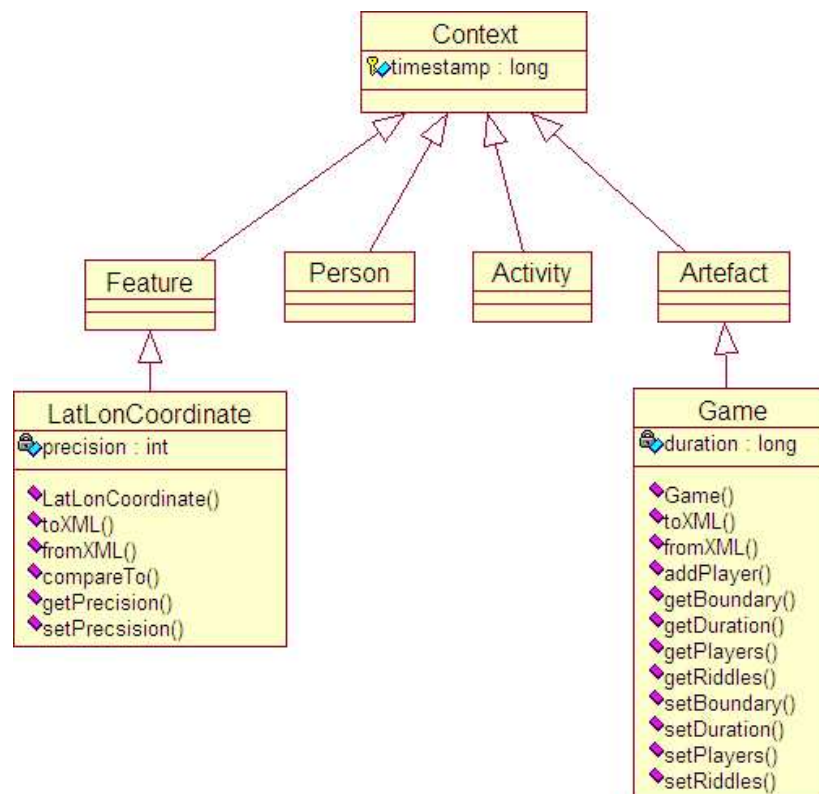 Context
timestamp : long
Feature
Person
Activity
Artefact
LatLonCoordinate
precision : int
LatLonCoordinate()
toXML()
fromXML()
compareTo()
getPrecision()
setPrecsision()
Game
duration : long
Game()
toXML()
fromXML()
addPlayer()
getBoundary()
getDuration()
getPlayers()
getRiddles()
setBoundary()
setDuration()
setPlayers()
setRiddles()